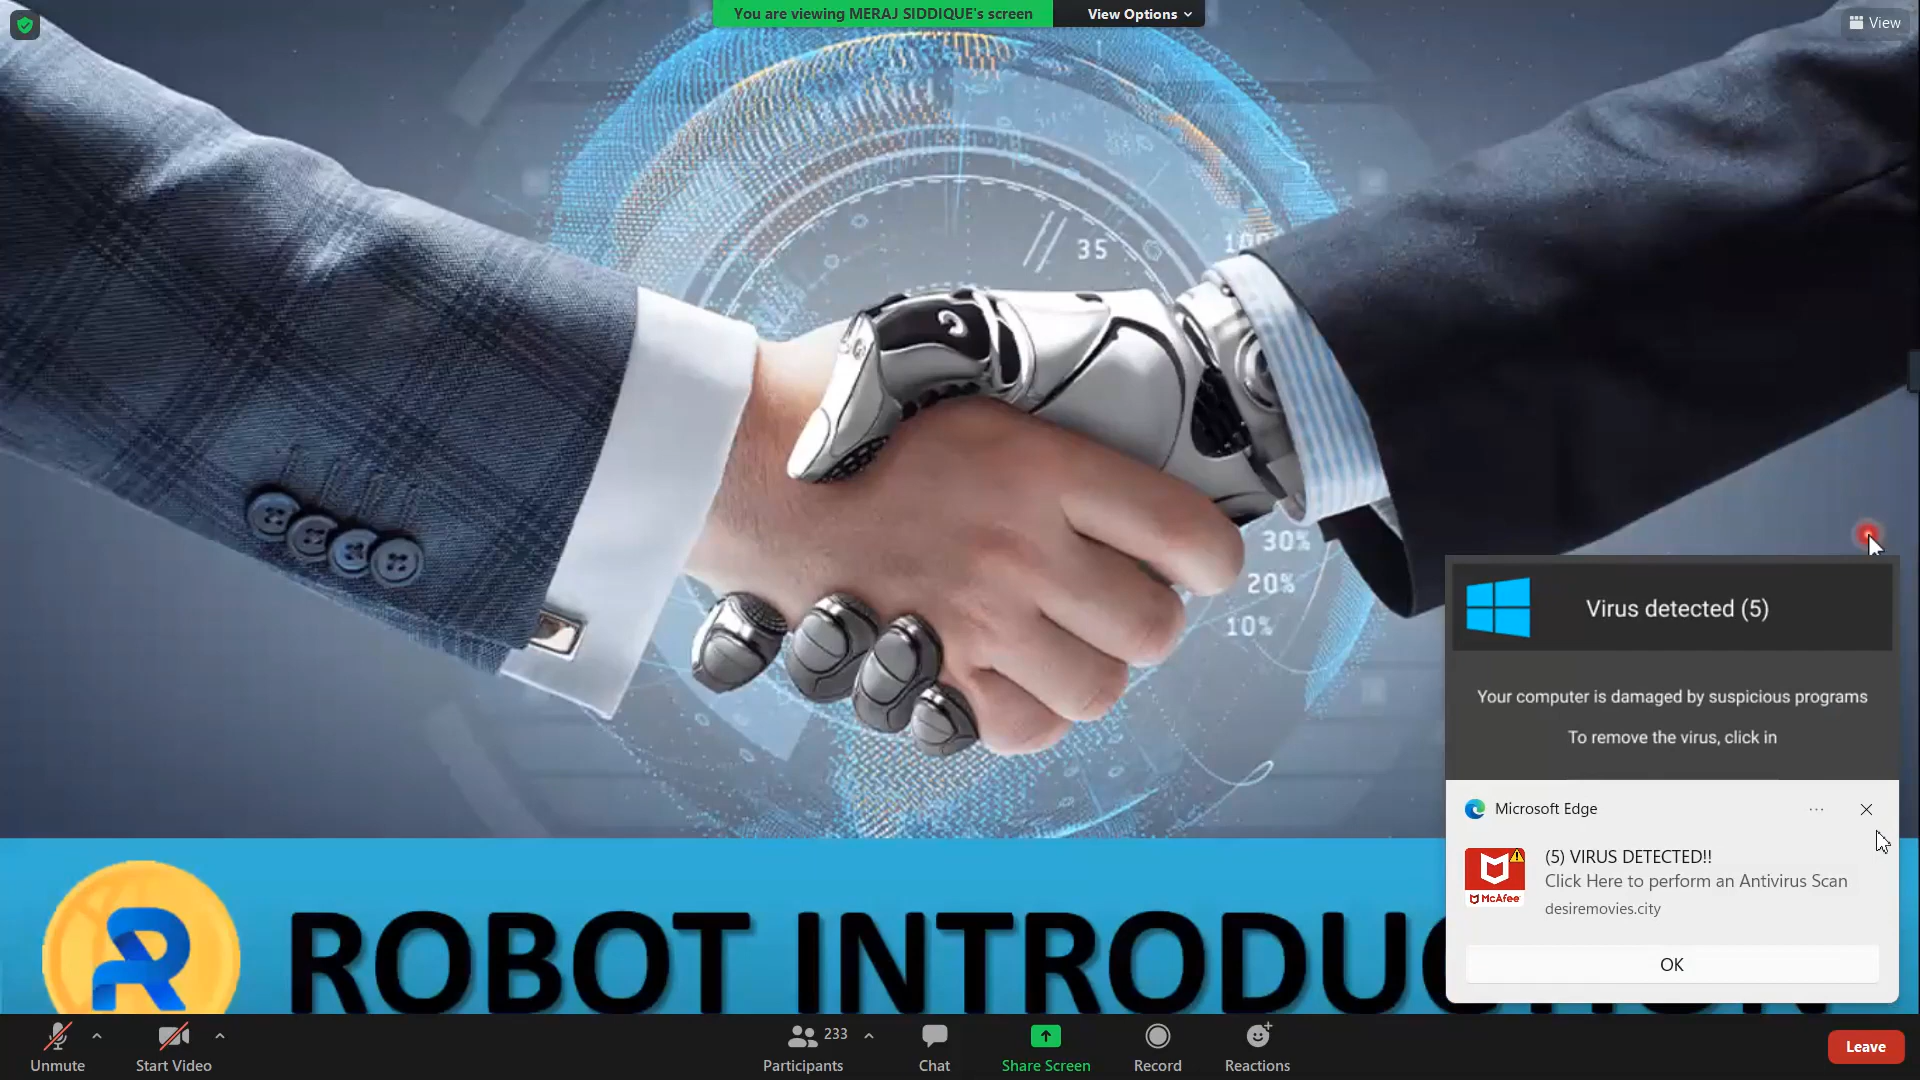 You are viewing MERAJ SIDDIQUE's screen
View Options
View
35
100
30%
20%
10%
Virus detected (5)
Your computer is damaged by suspicious programs
To remove the virus, click in
Microsoft Edge
(5) VIRUS DETECTED!!
Click Here to perform an Antivirus Scan
McAfee
desiremovies.city
OK
ROBOT INTRODUCTION
Unmute
Start Video
233
Participants
Chat
Share Screen
Record
Reactions
Leave